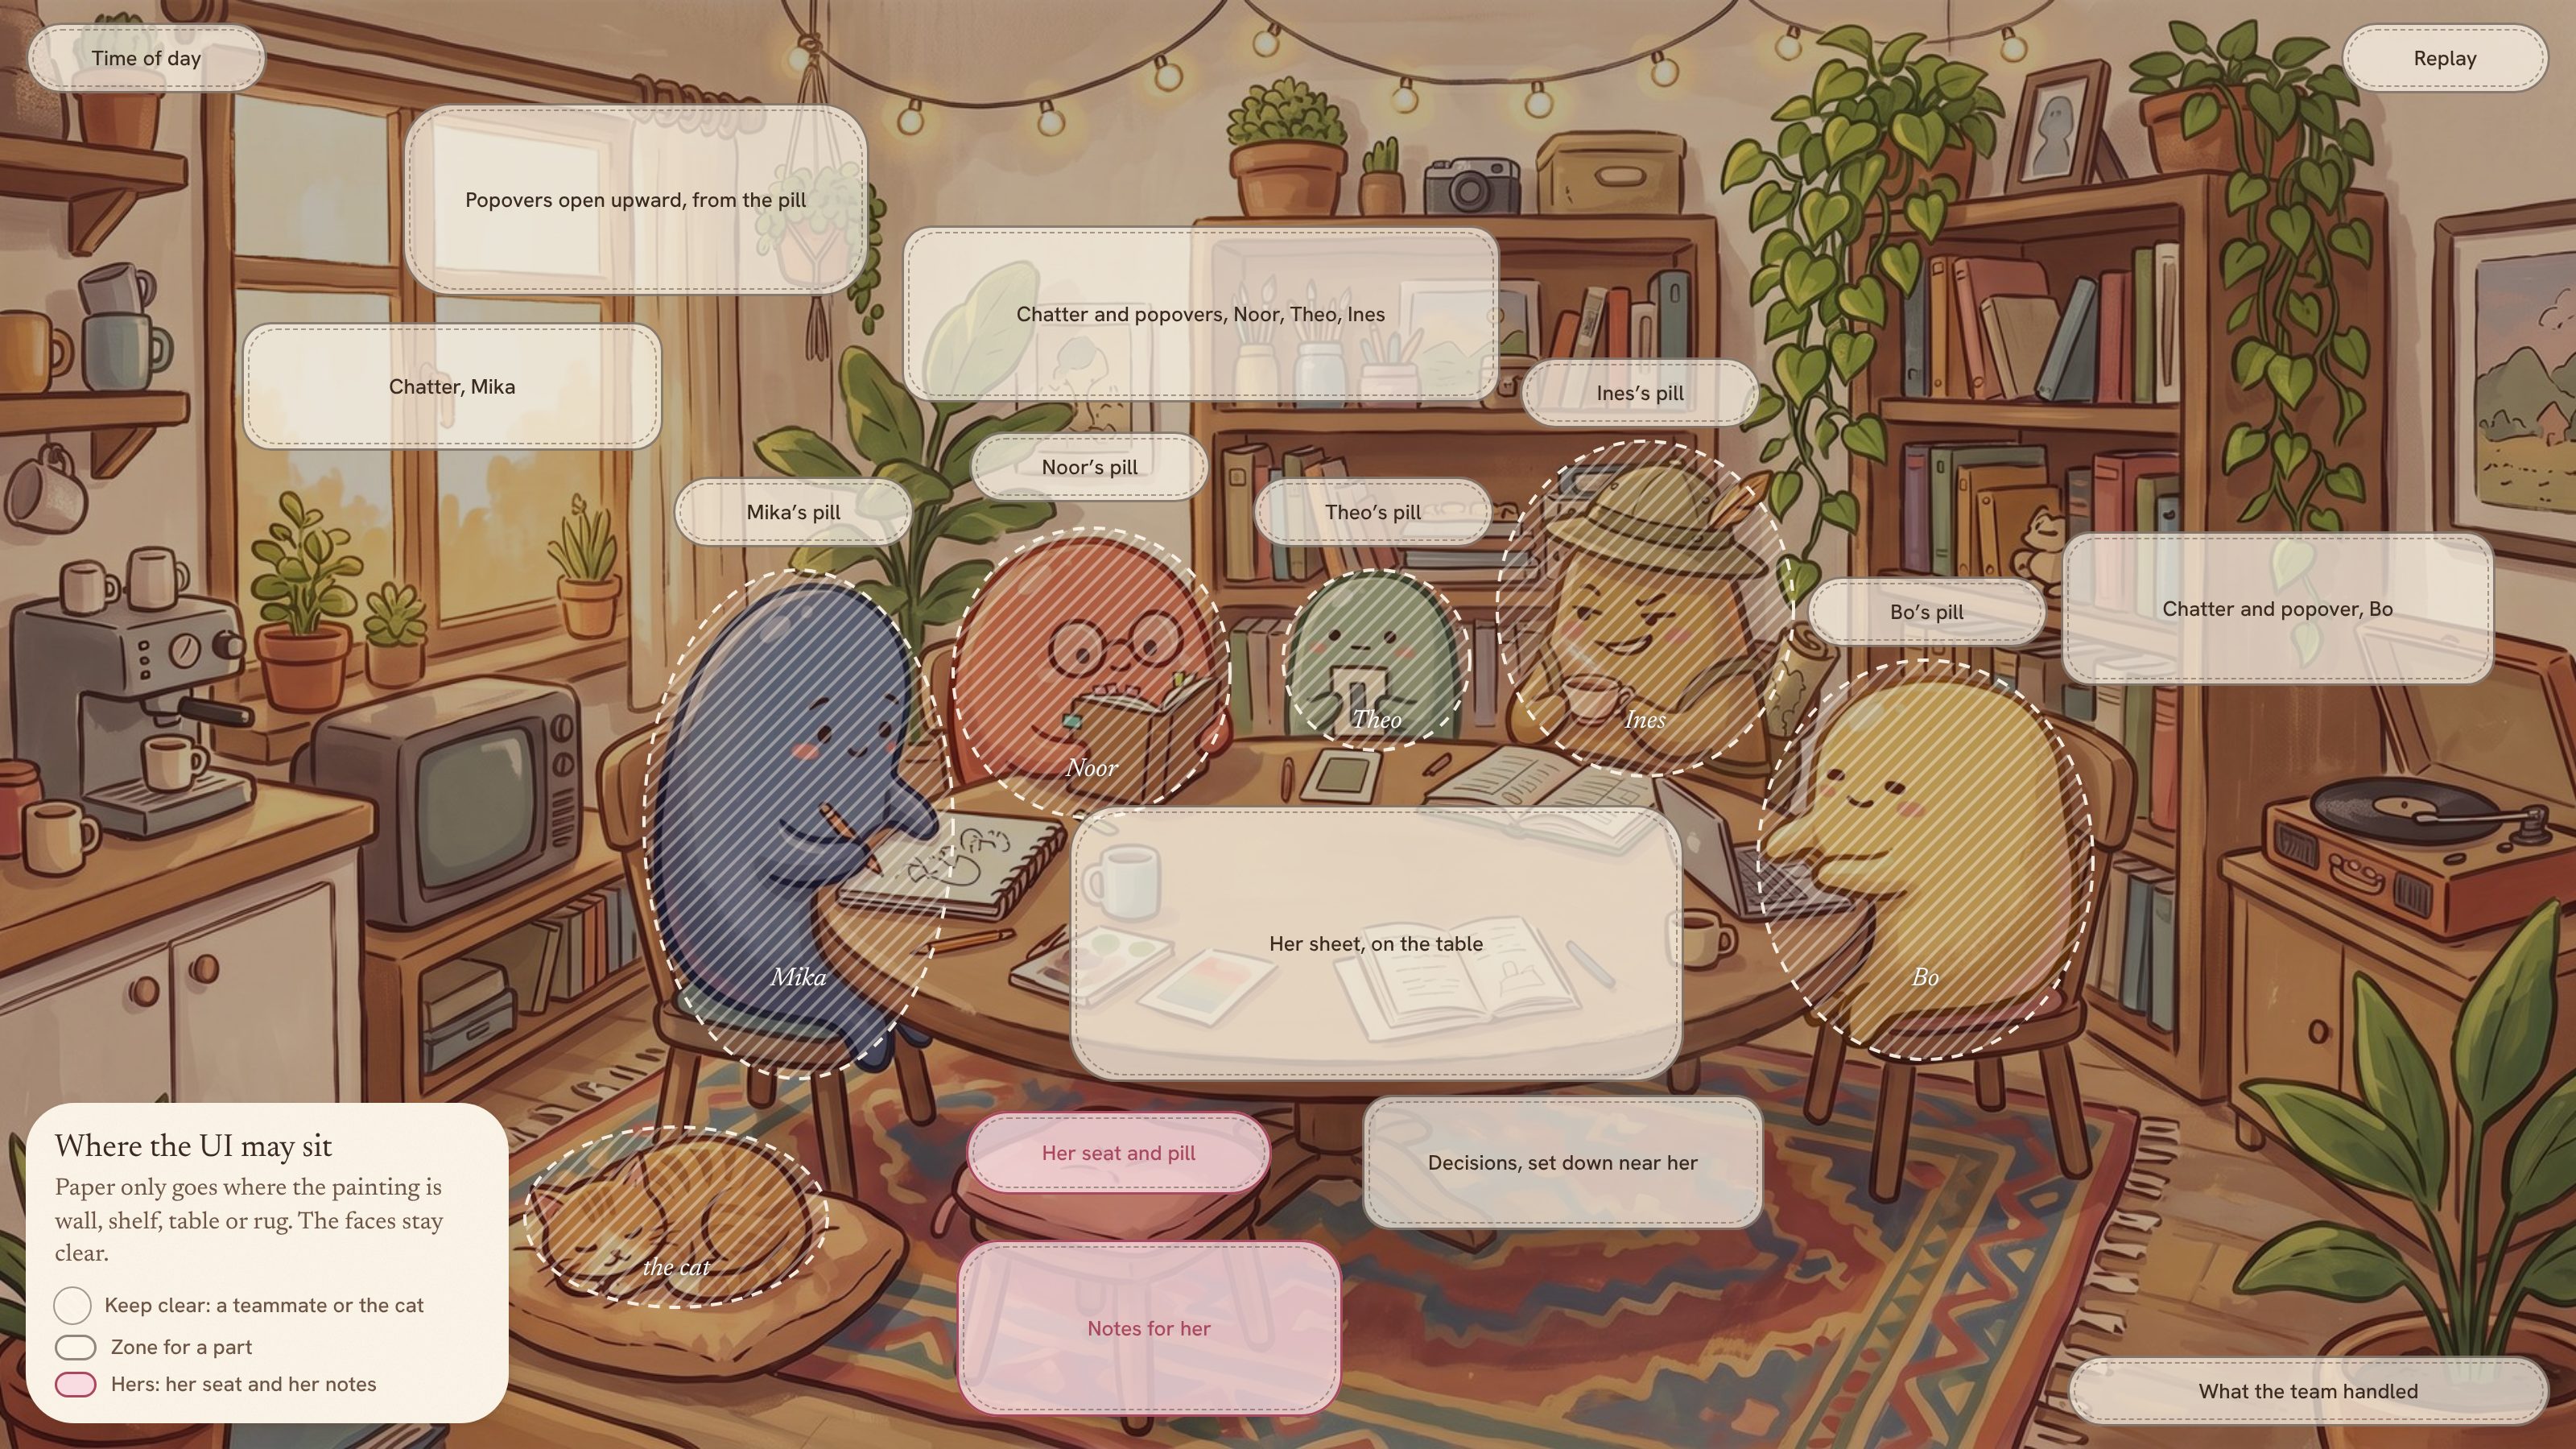 Time of day
Replay
Popovers open upward, from the pill
Chatter and popovers, Noor, Theo, Ines
Chatter, Mika
Ines’s pill
Noor’s pill
Mika’s pill
Theo’s pill
Bo’s pill
Chatter and popover, Bo
Theo
Ines
Noor
Her sheet, on the table
Mika
Bo
Her seat and pill
Decisions, set down near her
the cat
Notes for her
Where the UI may sit
Paper only goes where the painting is
wall, shelf, table or rug. The faces stay
clear.
Keep clear: a teammate or the cat
Zone for a part
Hers: her seat and her notes
What the team handled